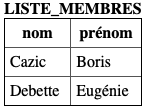 LISTE_MEMBRES
nom prénom
Cazic Boris
Debette Eugénie